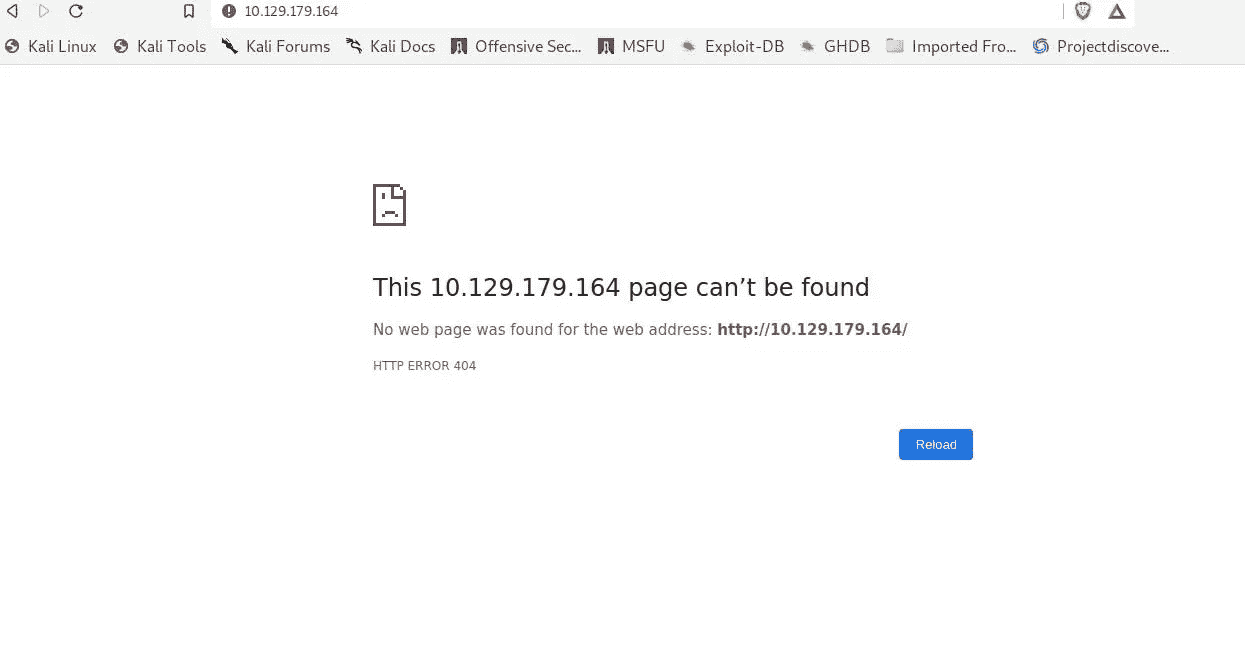 10.129.179.164
Kali Linux Kali Tools Kali Forums Kali Docs Offensive Sec... MSFU Exploit-DB GHDB Imported Fro... Projectdiscove...
This 10.129.179.164 page can’t be found
No web page was found for the web address: http://10.129.179.164/
HTTP ERROR 404
Reload